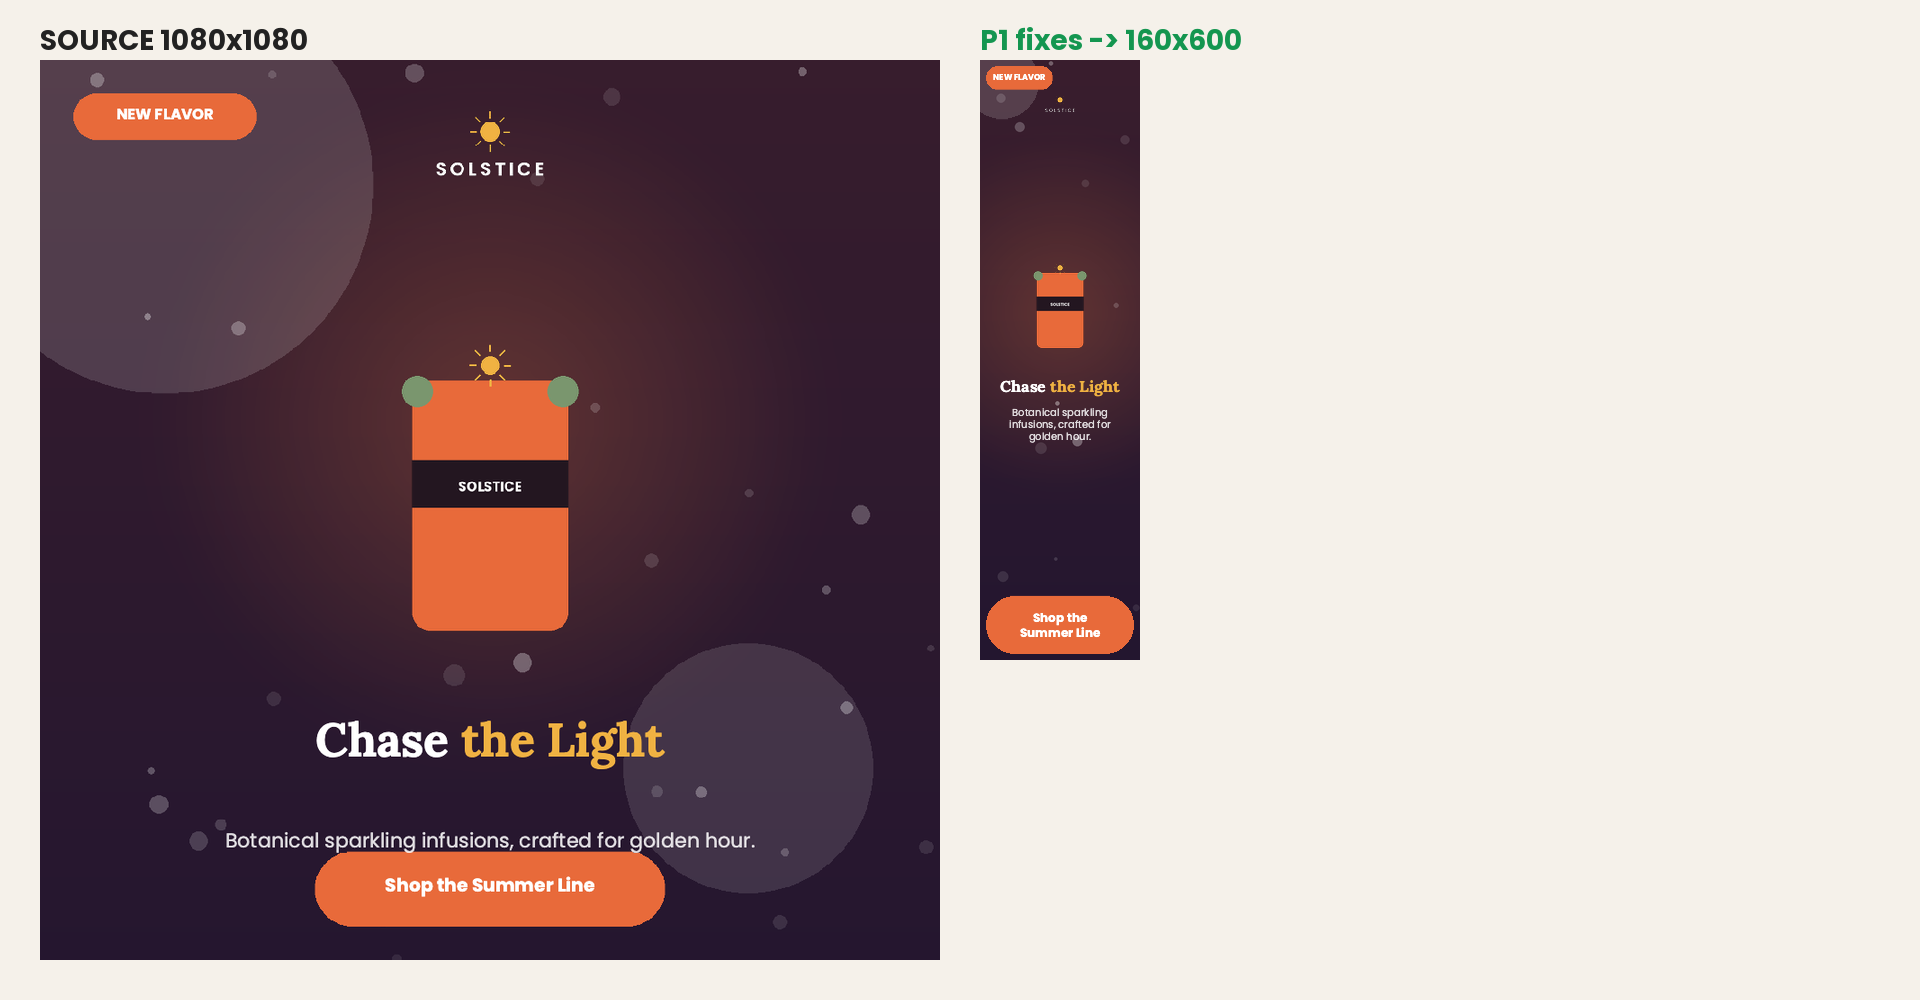 SOURCE 1080x1080
NEW FLAVOR
SOLSTICE
SOLSTICE
Chase the Light
Botanical sparkling infusions, crafted for golden hour.
Shop the Summer Line
P1 fixes -> 160x600
NEW FLAVOR
SOLSTICE
SOLSTICE
Chase the Light
Botanical sparkling
infusions, crafted for
golden hour.
Shop the
Summer Line